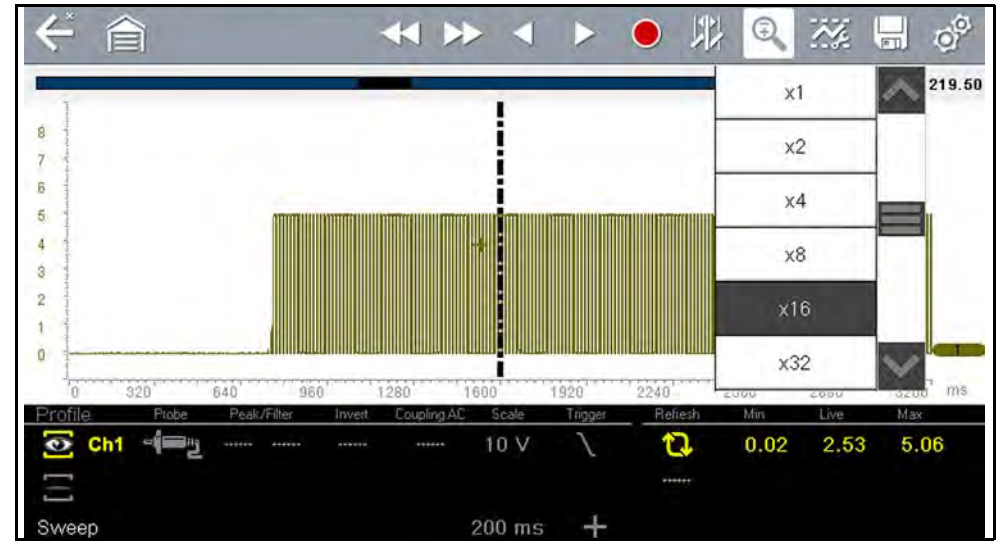 x1
219.50
x2
x4
x8
x16
x32
8
7
6
5
4
3
2
1
0
T
0 320 640 960 1280 1600 1920 2240 3200 ms
Profile Probe Peak/Filter Invert Coupling AC Scale Trigger Refresh Min Live Max
Ch1 10 V 0.02 2.53 5.06
Sweep 200 ms